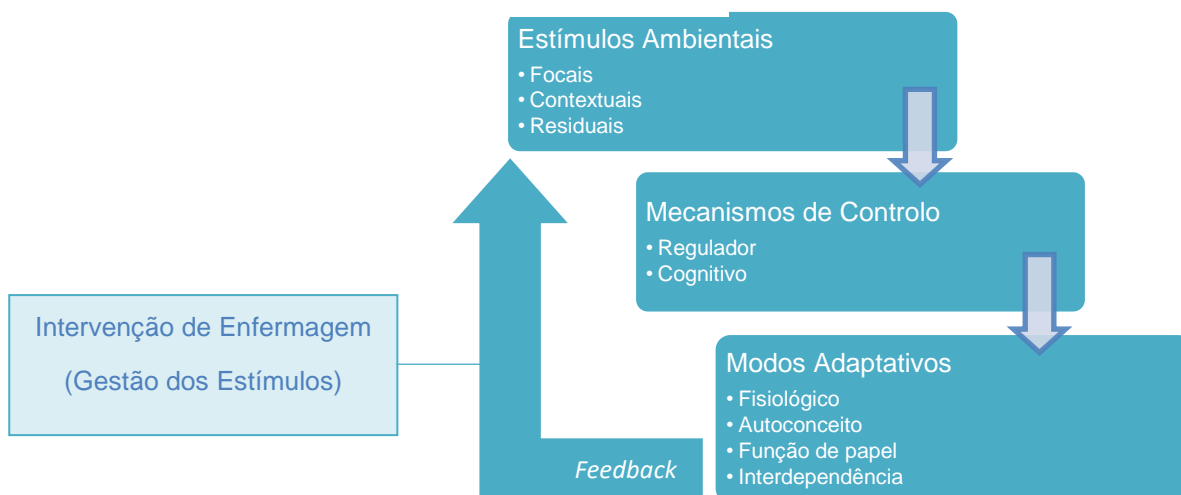 Estímulos Ambientais
• Focais
• Contextuais
• Residuais
Mecanismos de Controlo
• Regulador
• Cognitivo
Intervenção de Enfermagem
(Gestão dos Estímulos)
Modos Adaptativos
• Fisiológico
• Autoconceito
• Função de papel
• Interdependência
Feedback